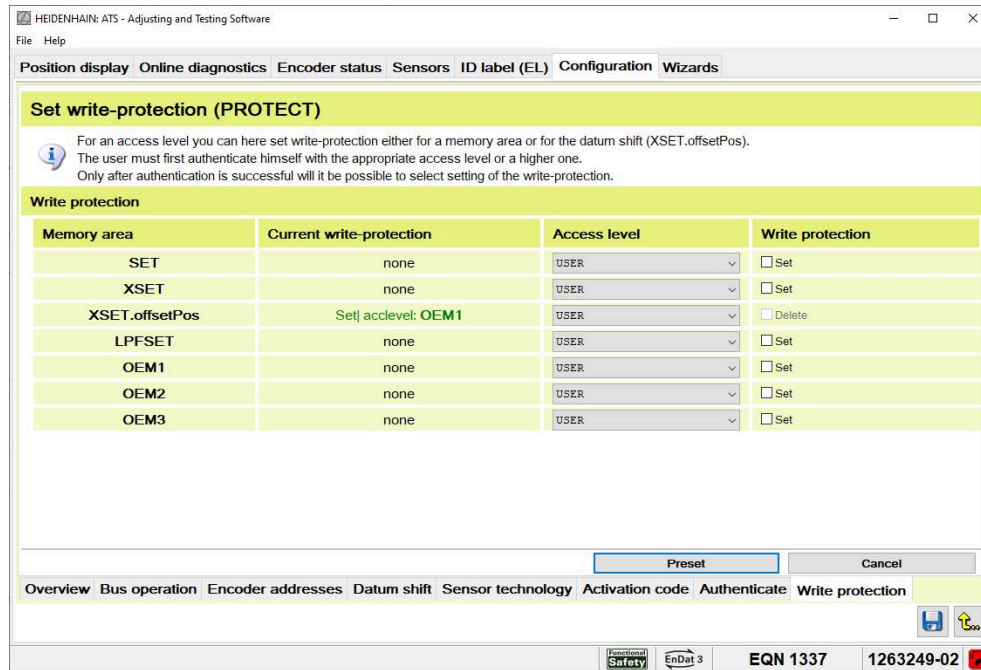 HEIDENHAIN: ATS - Adjusting and Testing Software
File Help
Position display Online diagnostics Encoder status Sensors ID label (EL) Configuration Wizards
Set write-protection (PROTECT)
For an access level you can here set write-protection either for a memory area or for the datum shift (XSET.offsetPos).
The user must first authenticate himself with the appropriate access level or a higher one.
Only after authentication is successful will it be possible to select setting of the write-protection.
Write protection
Memory area Current write-protection Access level Write protection
SET none USER Set
XSET none USER Set
XSET.offsetPos Set| acclevel: OEM1 USER Delete
LPFSET none USER Set
OEM1 none USER Set
OEM2 none USER Set
OEM3 none USER Set
Preset Cancel
Overview Bus operation Encoder addresses Datum shift Sensor technology Activation code Authenticate Write protection
Functional Safety EnDat 3 EQN 1337 1263249-02